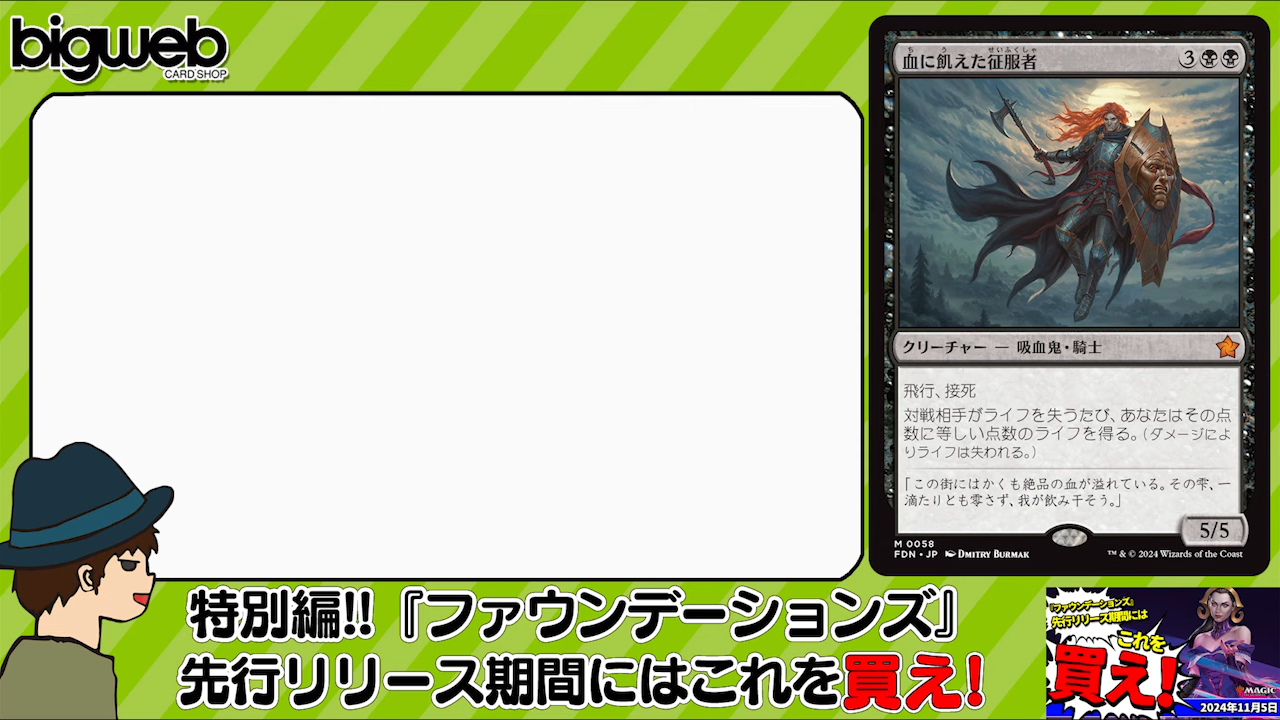 bigweb
CARD SHOP
ち う せいふくしゃ
血に飢えた征服者
3
クリーチャー — 吸血鬼・騎士
飛行、接死
対戦相手がライフを失うたび、あなたはその点
数に等しい点数のライフを得る。(ダメージによ
りライフは失われる。)
「この街にはかくも絶品の血が溢れている。その雫、一
滴たりとも零さず、我が飲み干そう。」
5/5
M 0058
FDN • JP DMITRY BURMAK
™ & © 2024 Wizards of the Coast
特別編!!『ファウンデーションズ』
先行リリース期間にはこれを買え!
『ファウンデーションズ』
先行リリース期間には
これを
買え!
MAGIC
2024年11月5日